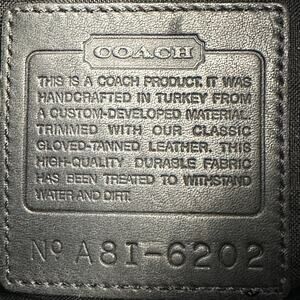 COACH
THIS IS A COACH PRODUCT. IT WAS
HANDCRAFTED IN TURKEY FROM
A CUSTOM-DEVELOPED MATERIAL,
TRIMMED WITH OUR CLASSIC
GLOVED-TANNED LEATHER. THIS
HIGH-QUALITY DURABLE FABRIC
HAS BEEN TREATED TO WITHSTAND
WATER AND DIRT.
Nº A8I-6202